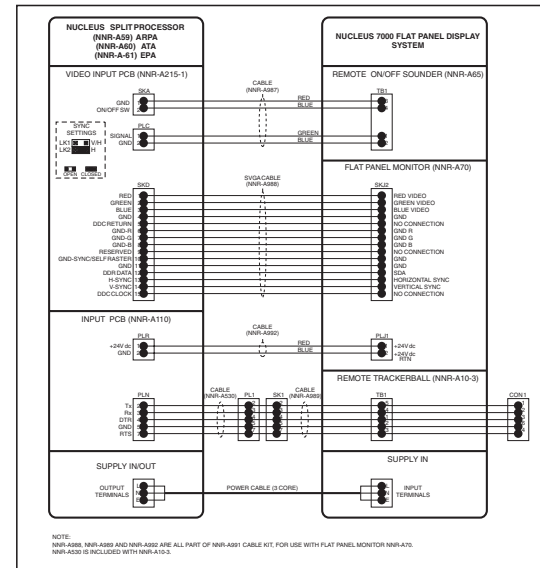 NUCLEUS SPLIT PROCESSOR
(NNR-A59) ARPA
(NNR-A60) ATA
(NNR-A-61) EPA
NUCLEUS 7000 FLAT PANEL DISPLAY
SYSTEM
VIDEO INPUT PCB (NNR-A215-1)
CABLE
(NNR-A987)
REMOTE ON/OFF SOUNDER (NNR-A65)
SKA
TB1
GND
RED
ON/OFF SW
BLUE
SYNC
SETTINGS
LK1
V/H
LK2
H
OPEN
CLOSED
PLC
SIGNAL
GREEN
GND
BLUE
FLAT PANEL MONITOR (NNR-A70)
SKD
SVGA CABLE
(NNR-A988)
SKJ2
RED
RED VIDEO
GREEN
GREEN VIDEO
BLUE
BLUE VIDEO
GND
GND
DDC RETURN
NO CONNECTION
GND-R
GND R
GND-G
GND G
GND-B
GND B
RESERVED
NO CONNECTION
GND-SYNC/SELF RASTER
GND
GND
GND
DDR DATA
SDA
H-SYNC
HORIZONTAL SYNC
V-SYNC
VERTICAL SYNC
DDC CLOCK
NO CONNECTION
INPUT PCB (NNR-A110)
PLR
CABLE
(NNR-A992)
PLJ1
+24V dc
RED
+24V dc
GND
BLUE
+24V dc
RTN
REMOTE TRACKERBALL (NNR-A10-3)
PLN
CABLE
(NNR-A530)
PL1
SK1
CABLE
(NNR-A989)
TB1
CON1
Tx
Rx
DTR
GND
RTS
SUPPLY IN/OUT
SUPPLY IN
OUTPUT
TERMINALS
L
N
E
POWER CABLE (3 CORE)
L
N
E
INPUT
TERMINALS
NOTE:
NNR-A988, NNR-A989 AND NNR-A992 ARE ALL PART OF NNR-A991 CABLE KIT, FOR USE WITH FLAT PANEL MONITOR NNR-A70.
NNR-A530 IS INCLUDED WITH NNR-A10-3.